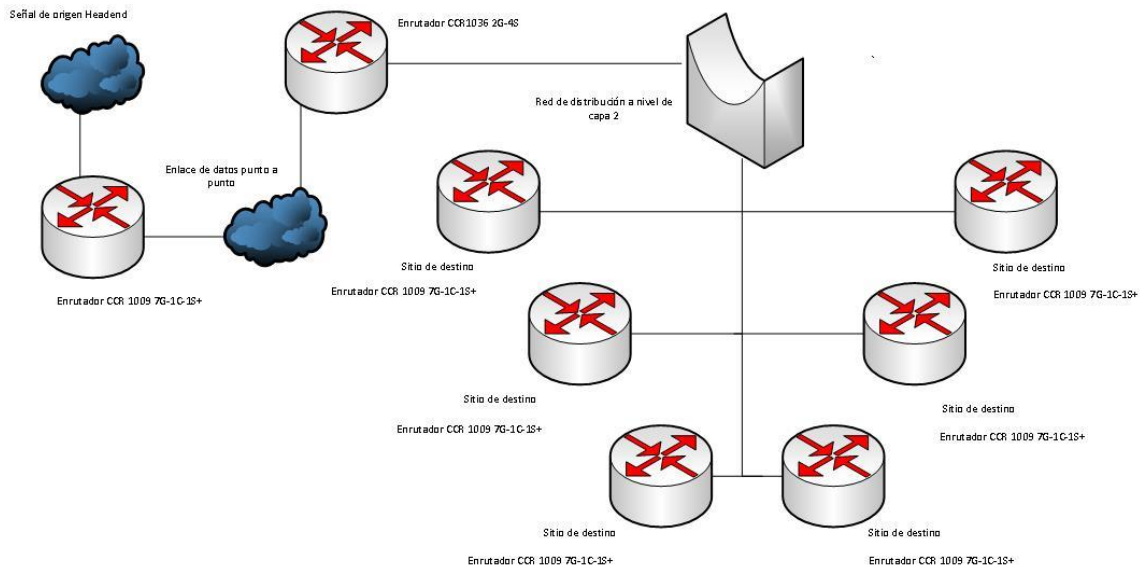 Señal de origen Headend
Enrutador CCR1036 2G-4S
Red de distribución a nivel de
capa 2
Enlace de datos punto a
punto
Enrutador CCR 1009 7G-1C-1S+
Sitio de destino
Enrutador CCR 1009 7G-1C-1S+
Sitio de destino
Enrutador CCR 1009 7G-1C-1S+
Sitio de destino
Enrutador CCR 1009 7G-1C-1S+
Sitio de destino
Enrutador CCR 1009 7G-1C-1S+
Sitio de destino
Enrutador CCR 1009 7G-1C-1S+
Sitio de destino
Enrutador CCR 1009 7G-1C-1S+